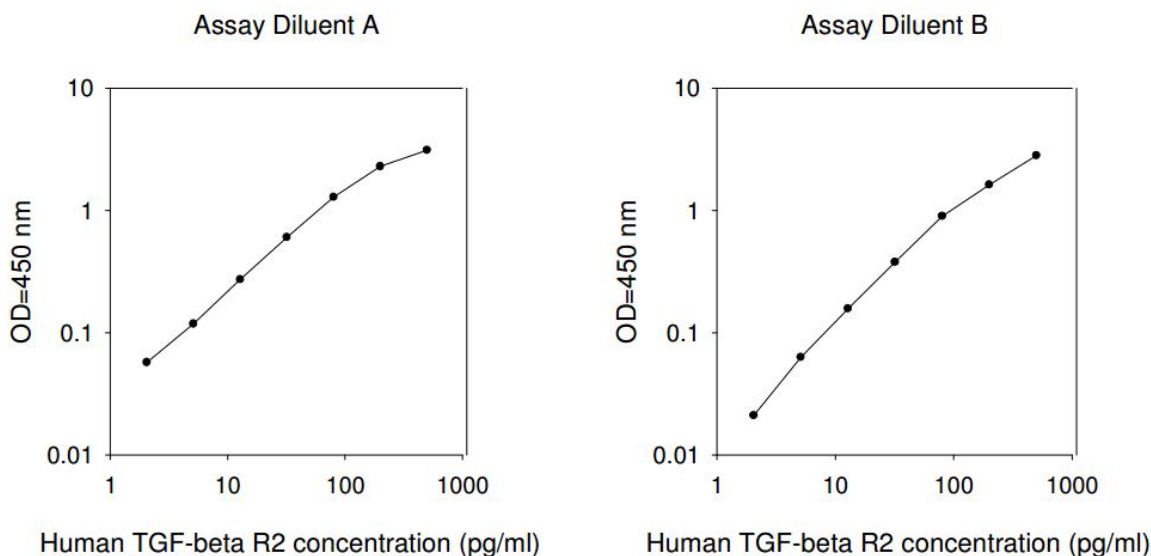 Assay Diluent A
10
1
0.1
0.01
OD=450 nm
1 10 100 1000
Human TGF-beta R2 concentration (pg/ml)
Assay Diluent B
10
1
0.1
0.01
OD=450 nm
1 10 100 1000
Human TGF-beta R2 concentration (pg/ml)